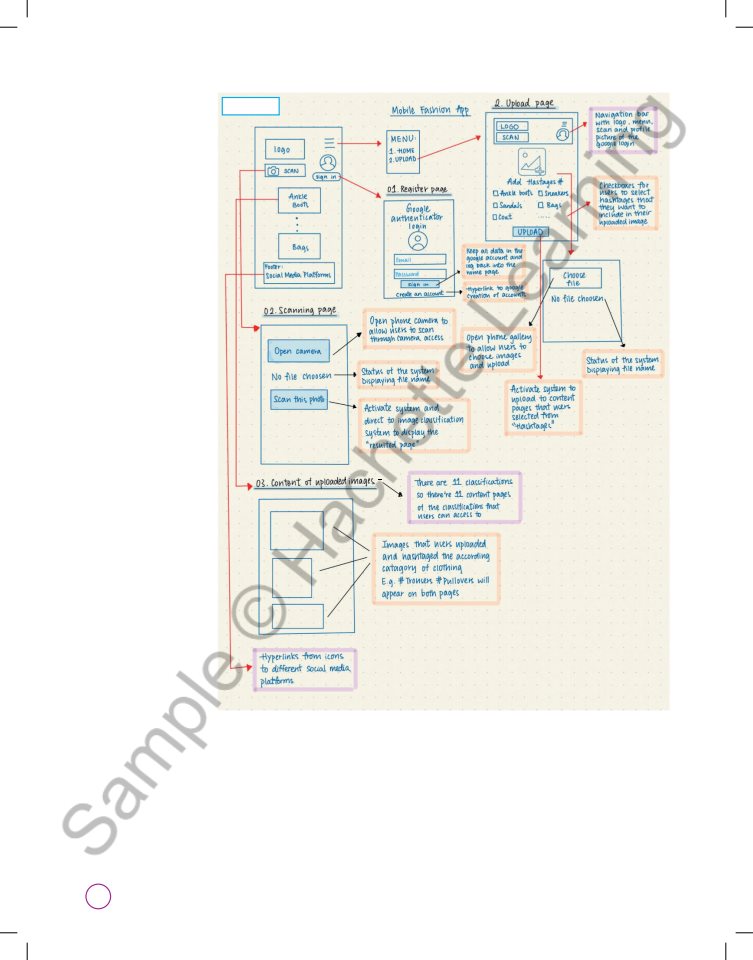 Mobile Fashion App
2. Upload page
logo
SCAN
Sign in
Ankle
Boots
Bags
Footer:
Social Media Platforms
MENU:
1. HOME
2. UPLOAD
LOGO
SCAN
Add Hastages #
Ankle boots Sneakers
Sandals Bags
Coat .....
UPLOAD
Navigation bar
with logo, menu,
scan and profile
picture of the
google login
Checkboxes for
users to select
hashtages that
they want to
include in their
uploaded image
01. Register page
Google
authenticator
login
Email
Password
Sign in
Create an account
Keep all data in the
google account and
log back into the
home page
Hyperlink to google
creation of accounts
Choose
file
No file choosen
02. Scanning page
Open camera
No file choosen
Scan this photo
Open phone camera to
allow users to scan
through camera access
Status of the system
displaying file name
Activate system and
direct to image classification
system to display the
"resulted page"
Open phone gallery
to allow users to
choose images
and upload
Status of the system
displaying file name
Activate system to
upload to content
pages that users
selected from
"Hashtages"
03. Content of uploaded images -
There are 11 classifications
so there're 11 content pages
of the classifications that
users can access to
Images that users uploaded
and hashtaged the according
catagory of clothing
E.g. #Trousers #Pullovers will
appear on both pages
Hyperlinks from icons
to different social media
platforms
Sample © Hachette Learning